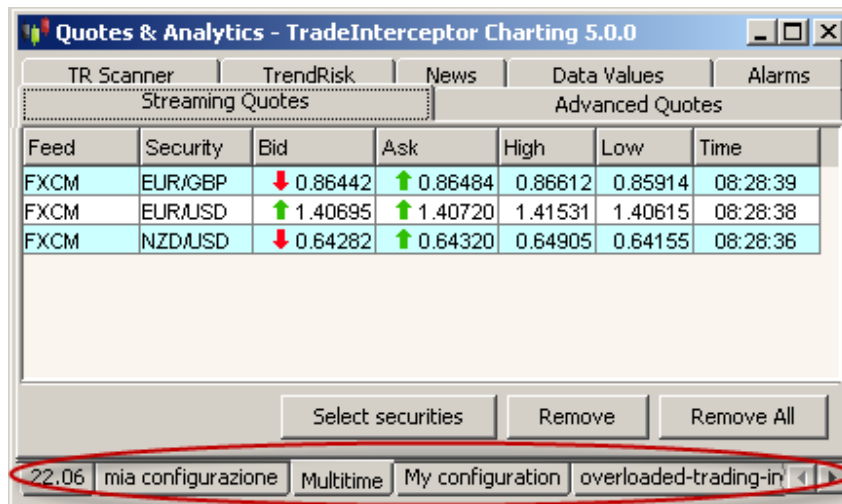 Quotes & Analytics - TradeInterceptor Charting 5.0.0
TR Scanner TrendRisk News Data Values Alarms
Streaming Quotes Advanced Quotes
Feed Security Bid Ask High Low Time
FXCM EUR/GBP 0.86442 0.86484 0.86612 0.85914 08:28:39
FXCM EUR/USD 1.40695 1.40720 1.41531 1.40615 08:28:38
FXCM NZD/USD 0.64282 0.64320 0.64905 0.64155 08:28:36
Select securities Remove Remove All
22.06 mia configurazione Multitime My configuration overloaded-trading-in